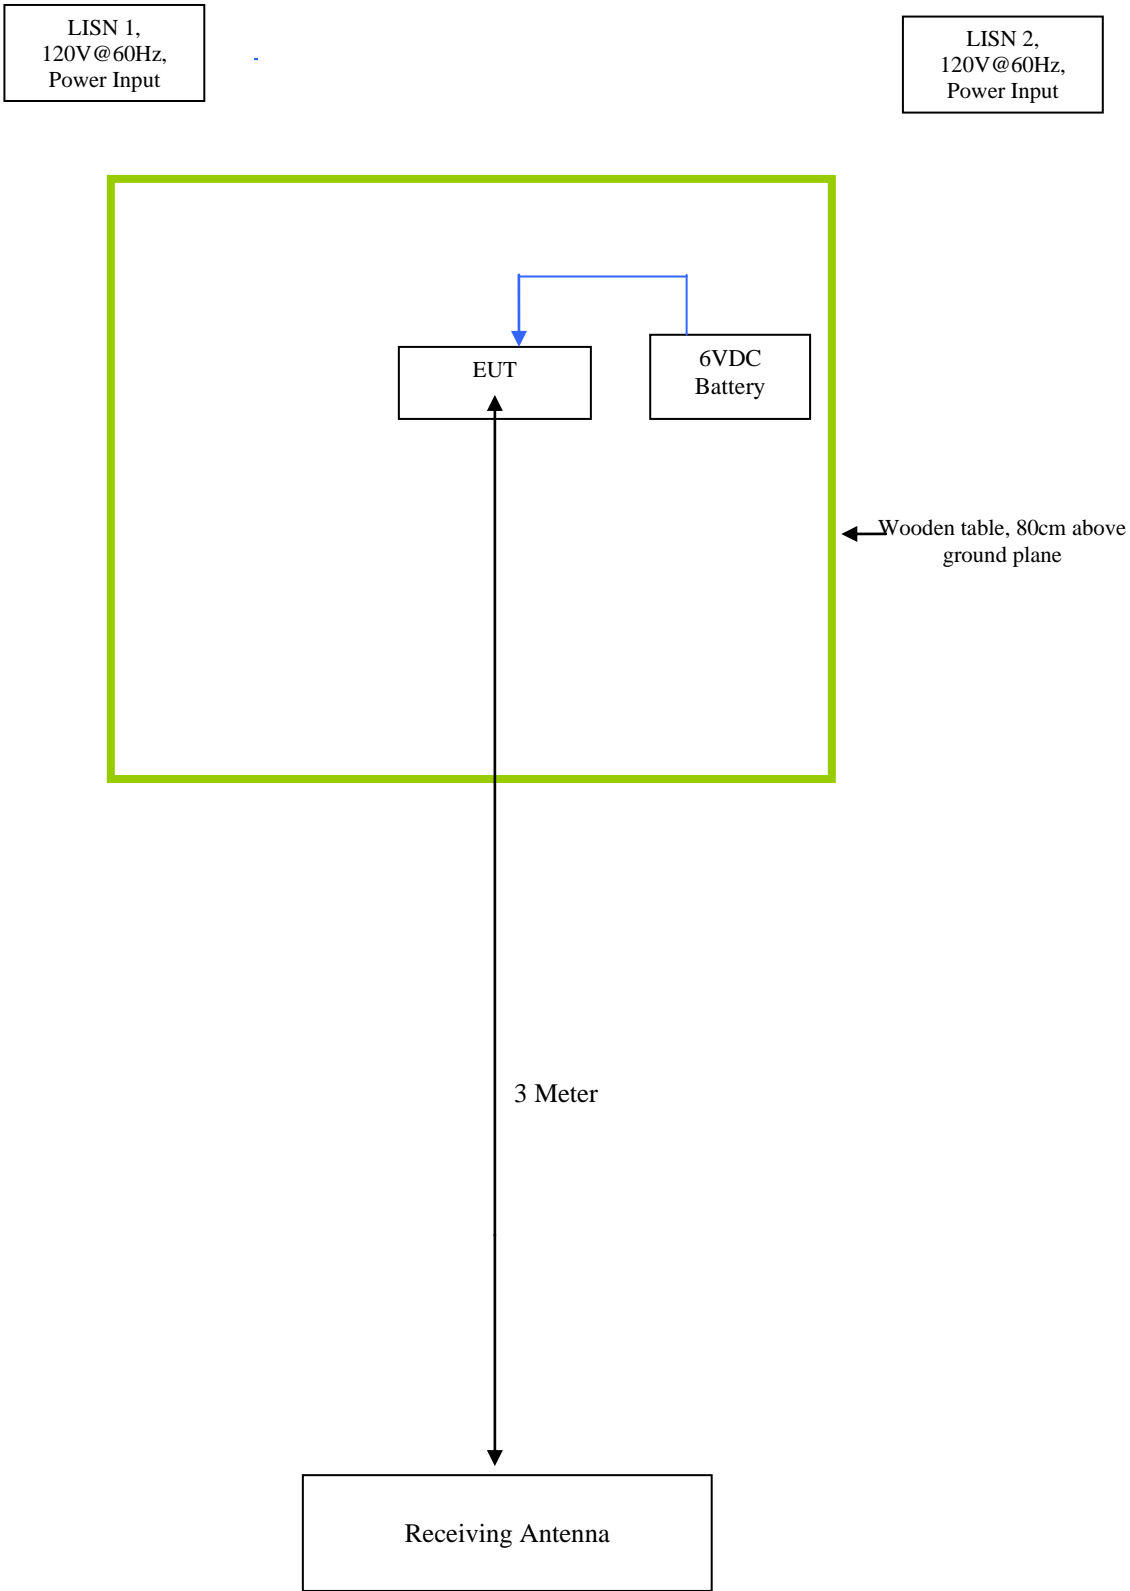 LISN 1,
120V@60Hz,
Power Input
LISN 2,
120V@60Hz,
Power Input
EUT
6VDC
Battery
Wooden table, 80cm above
ground plane
3 Meter
Receiving Antenna